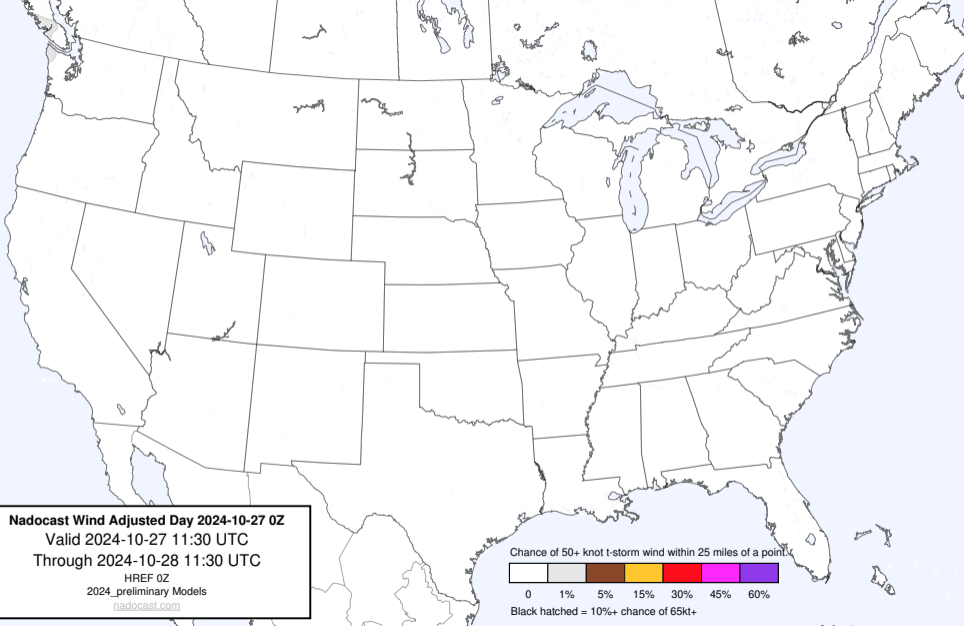 Nadocast Wind Adjusted Day 2024-10-27 0Z
Valid 2024-10-27 11:30 UTC
Through 2024-10-28 11:30 UTC
HREF 0Z
2024_preliminary Models
nadocast.com
Chance of 50+ knot t-storm wind within 25 miles of a point.
0 1% 5% 15% 30% 45% 60%
Black hatched = 10%+ chance of 65kt+